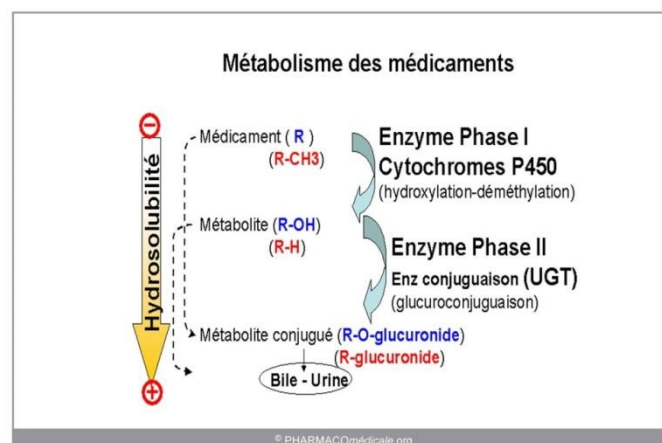 Métabolisme des médicaments
Hydrosolubilité
Médicament ( R )
(R-CH3)
Enzyme Phase I
Cytochromes P450
(hydroxylation-déméthylation)
Métabolite (R-OH)
(R-H)
Enzyme Phase II
Enz conjuguaison (UGT)
(glucuroconjuguaison)
Métabolite conjugué (R-O-glucuronide)
(R-glucuronide)
Bile - Urine
© PHARMACOmédicale.org